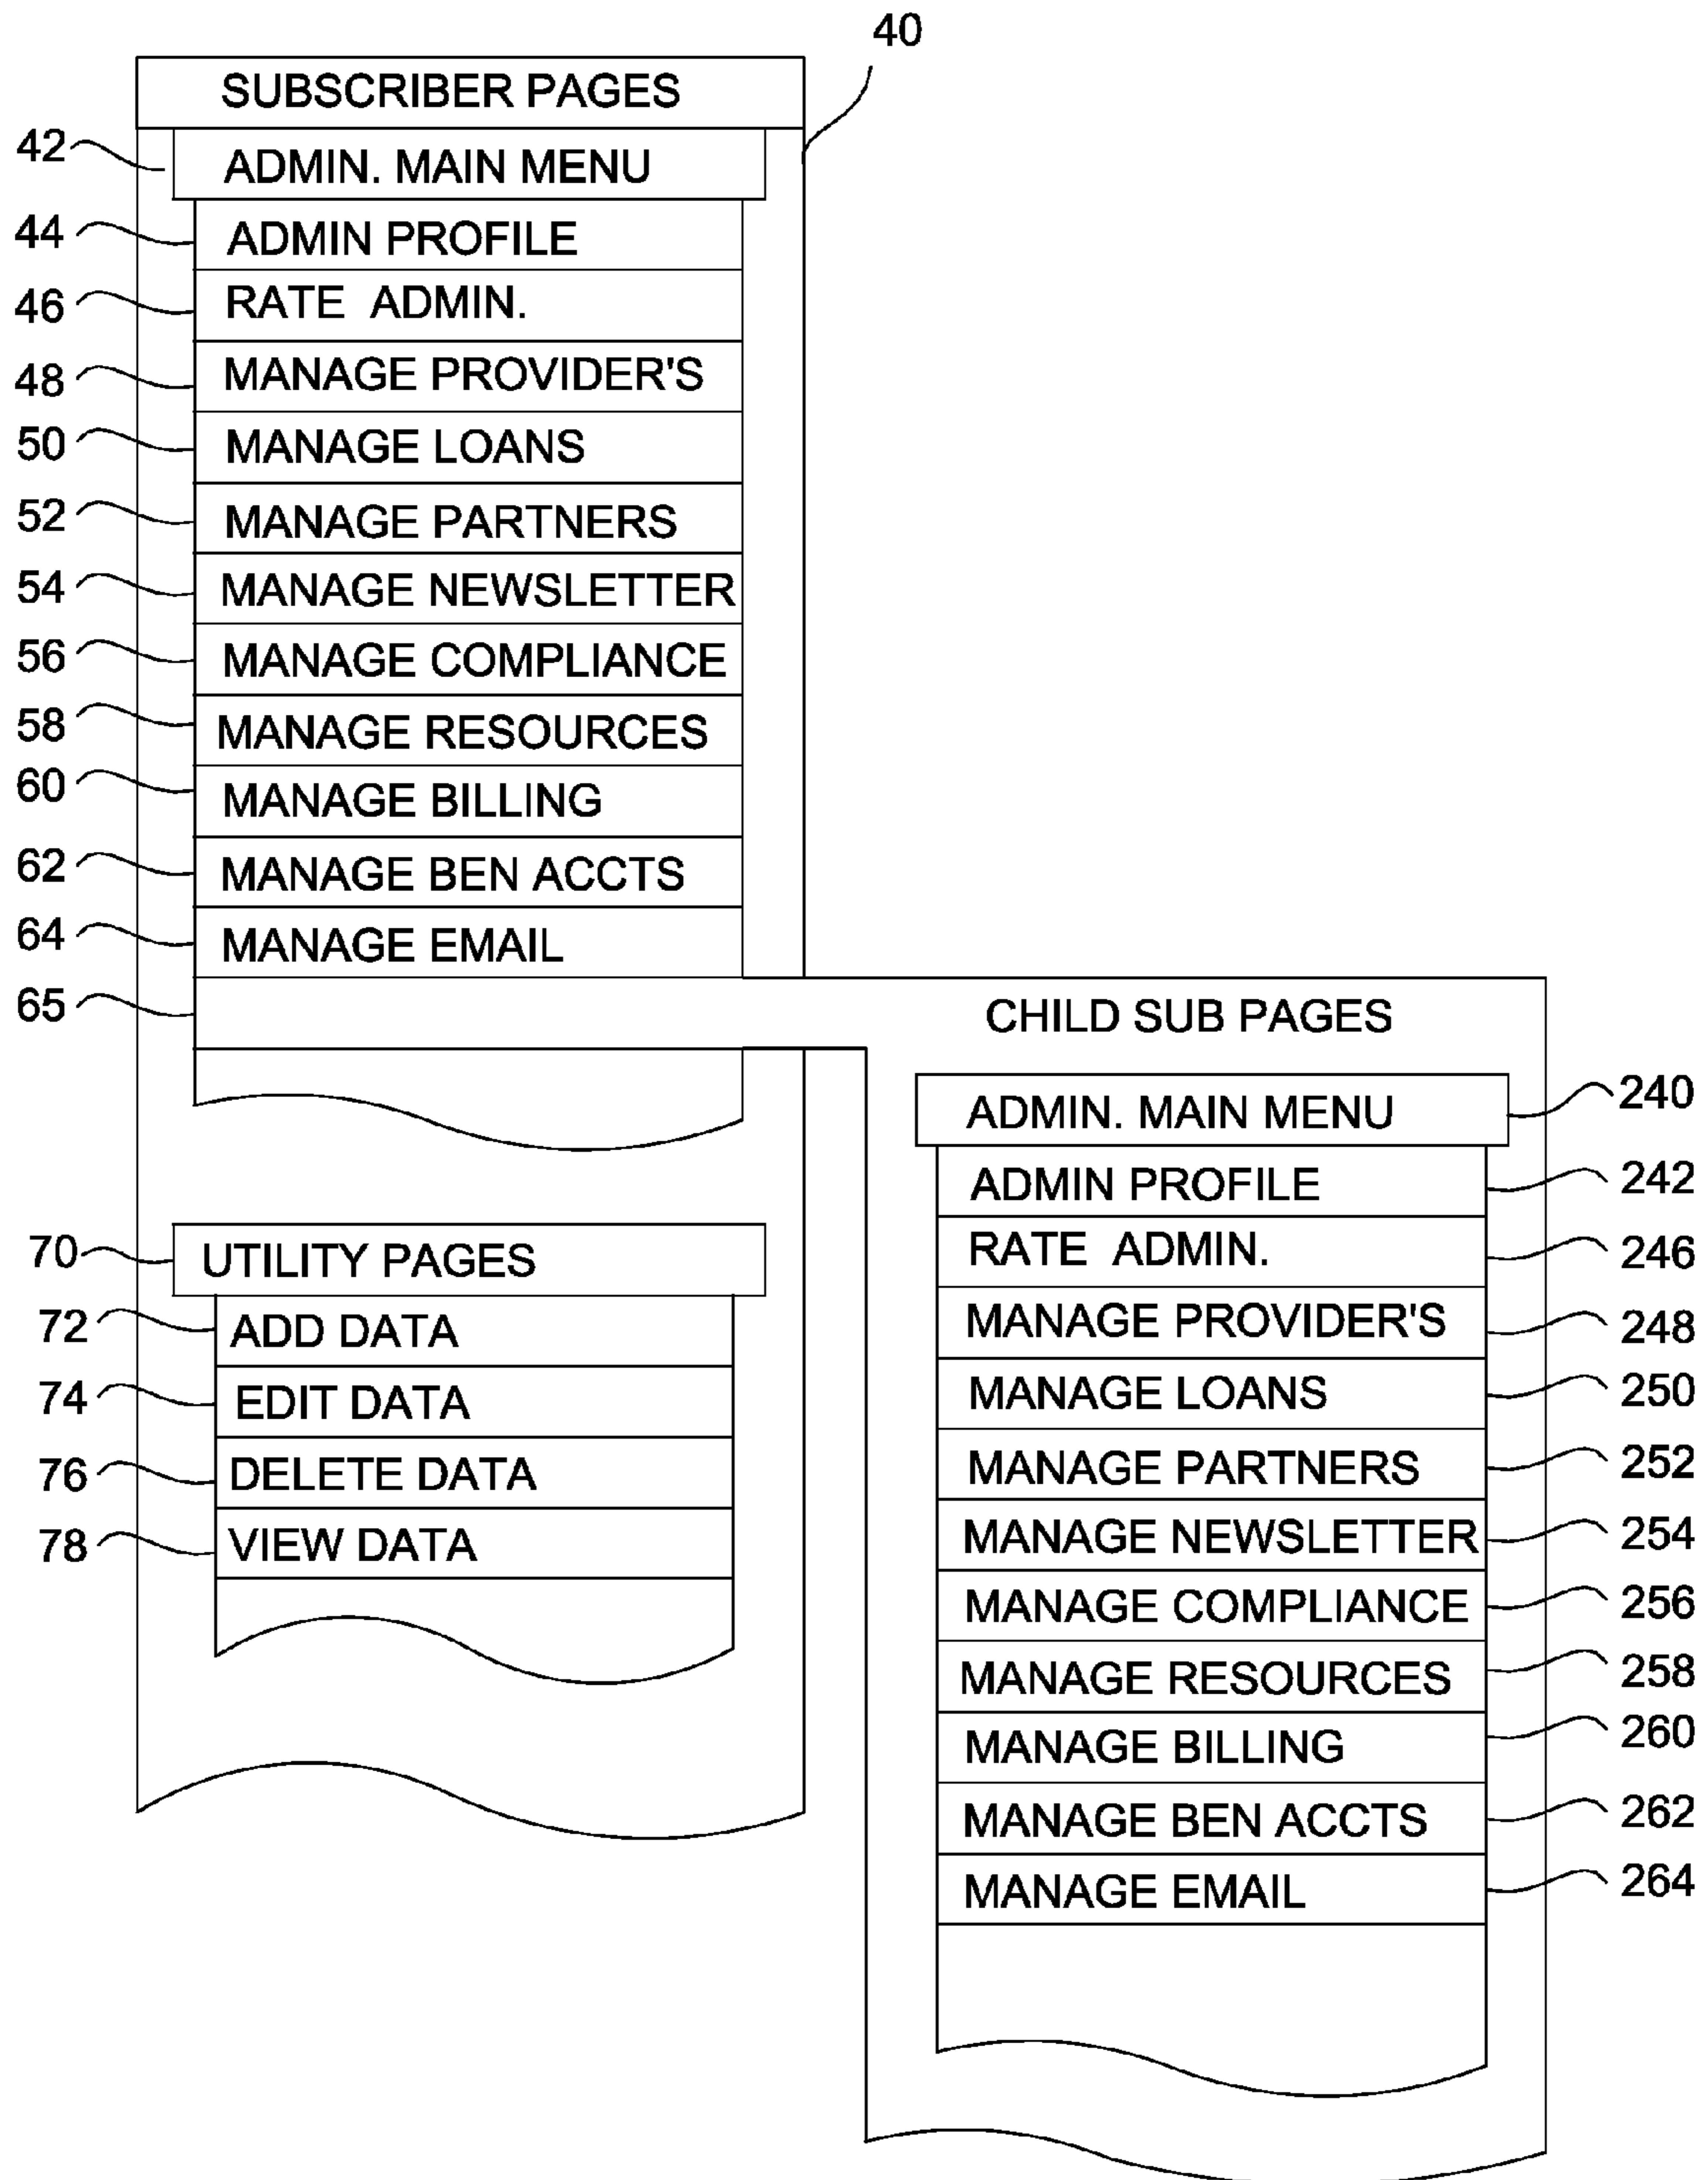 40
SUBSCRIBER PAGES
42 ADMIN. MAIN MENU
44 ADMIN PROFILE
46 RATE ADMIN.
48 MANAGE PROVIDER'S
50 MANAGE LOANS
52 MANAGE PARTNERS
54 MANAGE NEWSLETTER
56 MANAGE COMPLIANCE
58 MANAGE RESOURCES
60 MANAGE BILLING
62 MANAGE BEN ACCTS
64 MANAGE EMAIL
65 CHILD SUB PAGES
70 UTILITY PAGES
72 ADD DATA
74 EDIT DATA
76 DELETE DATA
78 VIEW DATA
ADMIN. MAIN MENU 240
ADMIN PROFILE 242
RATE ADMIN. 246
MANAGE PROVIDER'S 248
MANAGE LOANS 250
MANAGE PARTNERS 252
MANAGE NEWSLETTER 254
MANAGE COMPLIANCE 256
MANAGE RESOURCES 258
MANAGE BILLING 260
MANAGE BEN ACCTS 262
MANAGE EMAIL 264